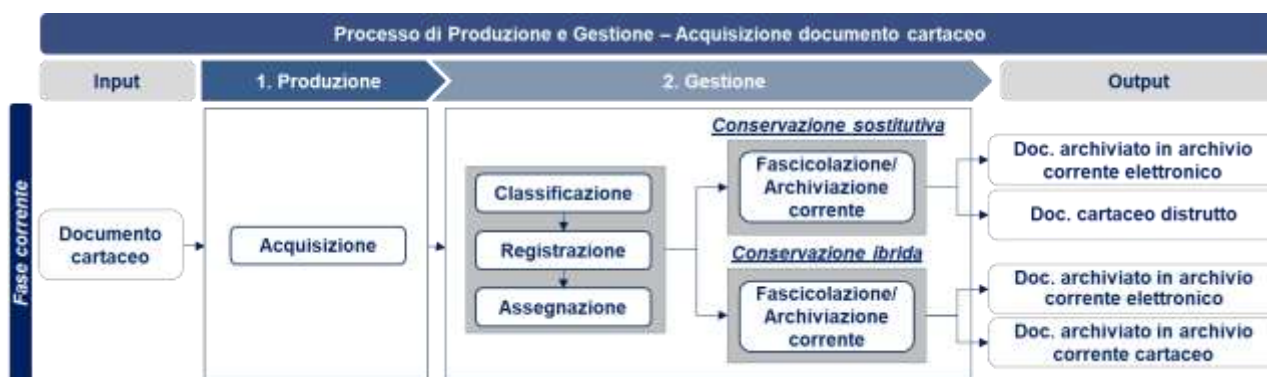 Processo di Produzione e Gestione – Acquisizione documento cartaceo
Input
1. Produzione
2. Gestione
Output
Fase corrente
Documento
cartaceo
Acquisizione
Classificazione
Registrazione
Assegnazione
Conservazione sostitutiva
Fascicolazione/
Archiviazione
corrente
Conservazione ibrida
Fascicolazione/
Archiviazione
corrente
Doc. archiviato in archivio
corrente elettronico
Doc. cartaceo distrutto
Doc. archiviato in archivio
corrente elettronico
Doc. archiviato in archivio
corrente cartaceo